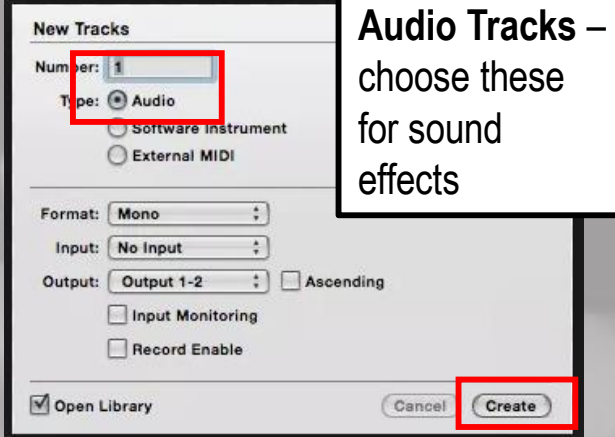 New Tracks
Number: 1
Type: Audio
Software Instrument
External MIDI
Format: Mono
Input: No Input
Output: Output 1-2 Ascending
Input Monitoring
Record Enable
Open Library Cancel Create
Audio Tracks –
choose these
for sound
effects